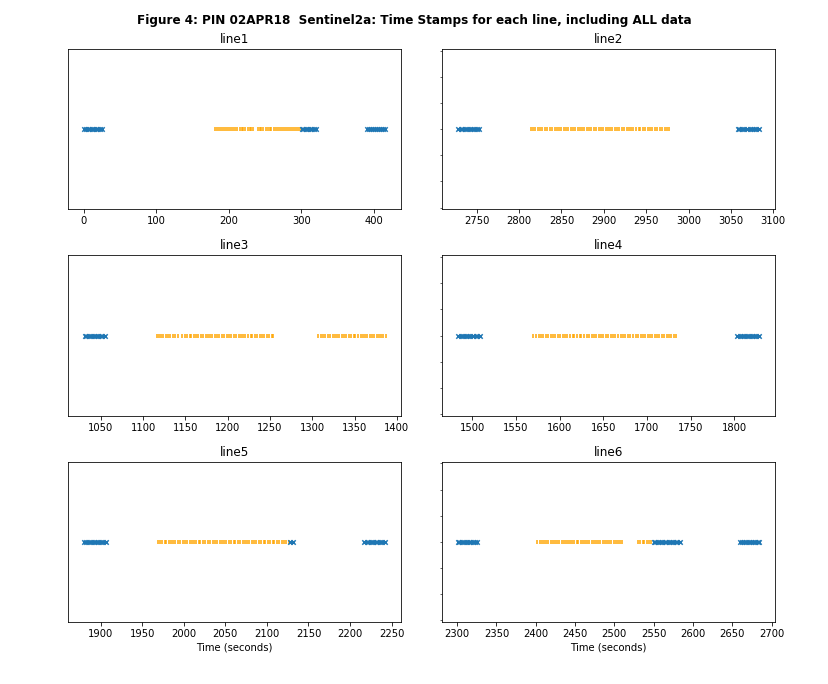 Figure 4: PIN 02APR18  Sentinel2a: Time Stamps for each line, including ALL data
line1
line2
0 100 200 300 400
2750 2800 2850 2900 2950 3000 3050 3100
line3
line4
1050 1100 1150 1200 1250 1300 1350 1400
1500 1550 1600 1650 1700 1750 1800
line5
line6
1900 1950 2000 2050 2100 2150 2200 2250
2300 2350 2400 2450 2500 2550 2600 2650 2700
Time (seconds)
Time (seconds)